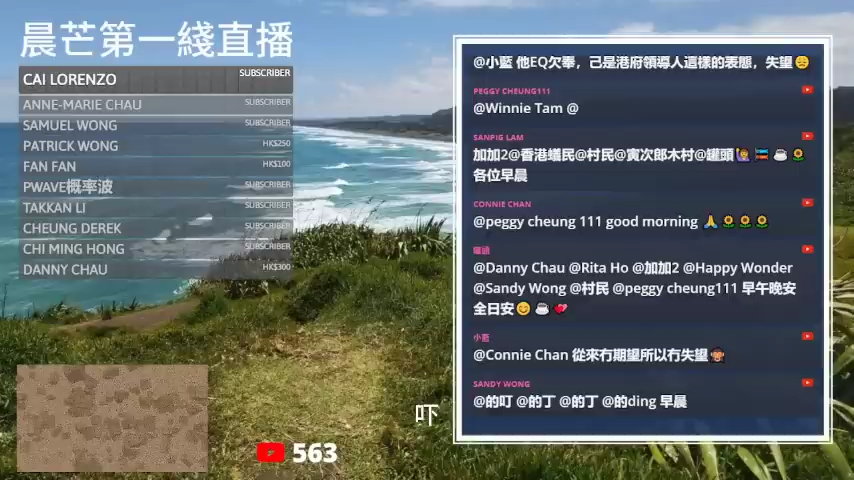 晨芒第一綫直播
CAI LORENZO SUBSCRIBER
ANNE-MARIE CHAU SUBSCRIBER
SAMUEL WONG SUBSCRIBER
PATRICK WONG HK$250
FAN FAN HK$100
PWAVE概率波 SUBSCRIBER
TAKKAN LI SUBSCRIBER
CHEUNG DEREK SUBSCRIBER
CHI MING HONG SUBSCRIBER
DANNY CHAU HK$300
吓
563
@小藍 他EQ欠奉，己是港府領導人這樣的表態，失望😞
PEGGY CHEUNG111
@Winnie Tam @
SANPIG LAM
加加2@香港蟻民@村民@寅次郎木村@罐頭
各位早晨
CONNIE CHAN
@peggy cheung 111 good morning 🙏🌻🌻🌻
@Danny Chau @Rita Ho @加加2 @Happy Wonder
@Sandy Wong @村民 @peggy cheung111 早午晚安
全日安😊☕💕
小藍
@Connie Chan 從來冇期望所以冇失望🙊
SANDY WONG
@的叮 @的丁 @的丁 @的ding 早晨